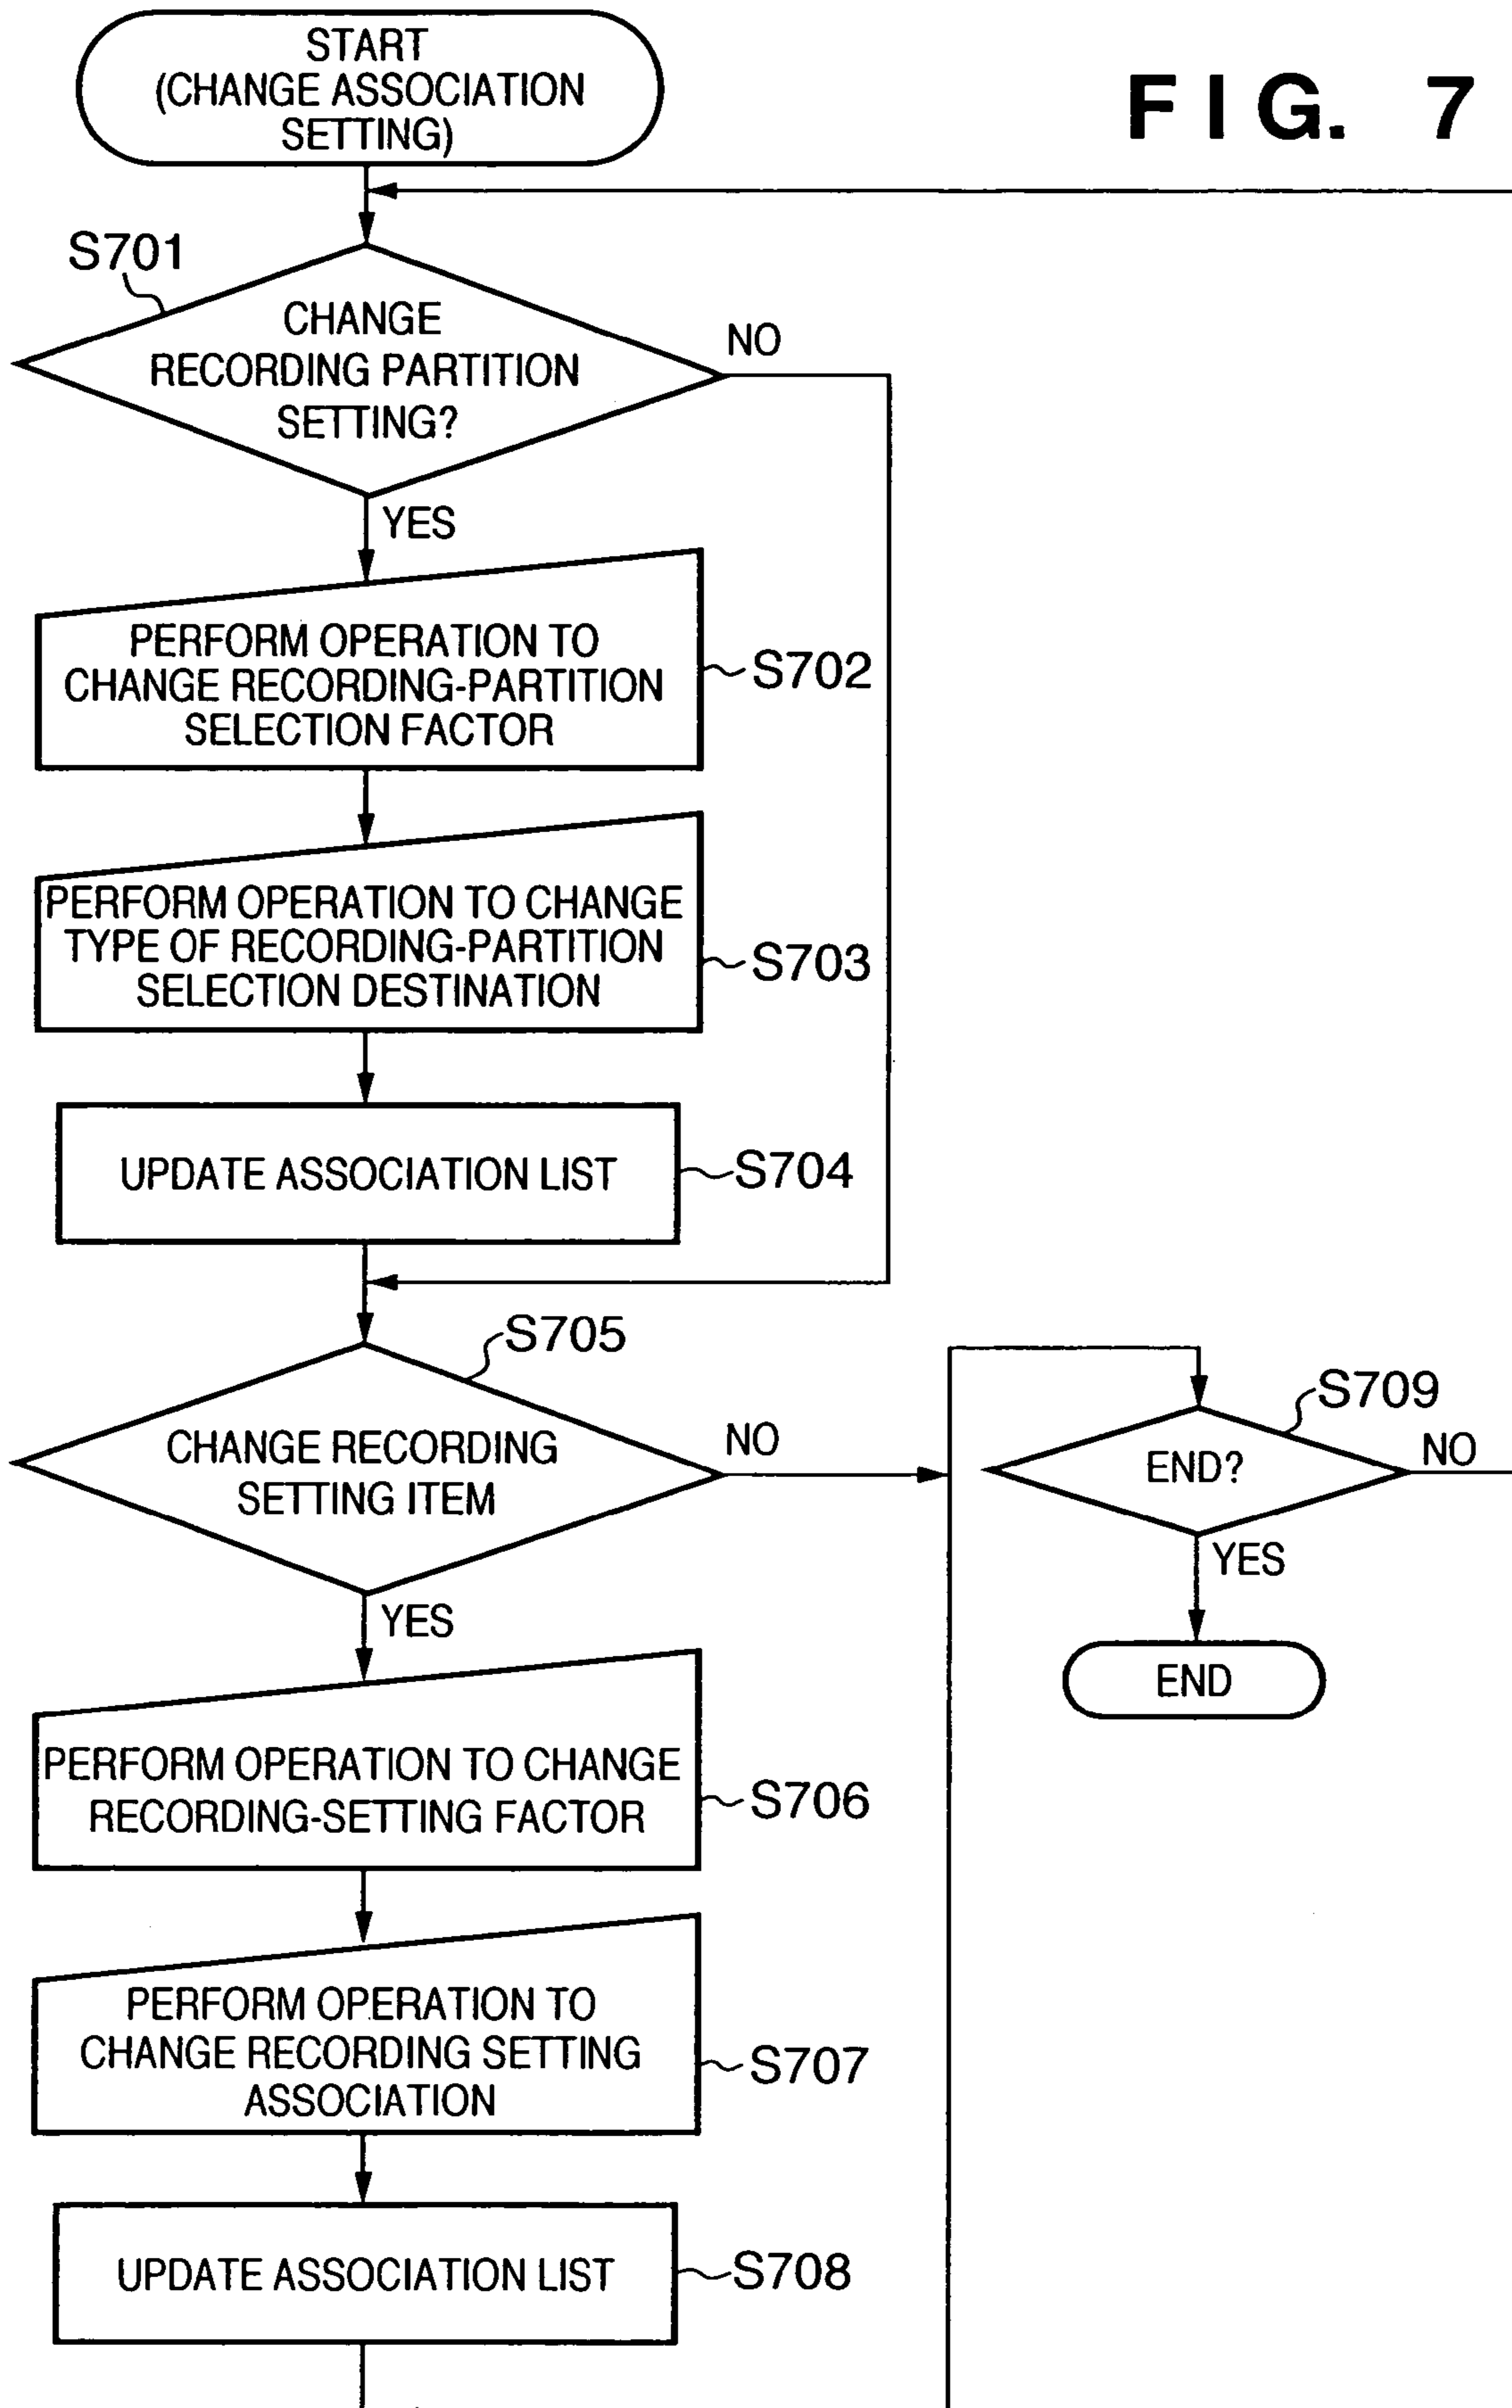 START
(CHANGE ASSOCIATION
SETTING)
FIG. 7
S701
CHANGE
RECORDING PARTITION
SETTING?
NO
YES
PERFORM OPERATION TO
CHANGE RECORDING-PARTITION
SELECTION FACTOR
S702
PERFORM OPERATION TO CHANGE
TYPE OF RECORDING-PARTITION
SELECTION DESTINATION
S703
UPDATE ASSOCIATION LIST
S704
S705
CHANGE RECORDING
SETTING ITEM
NO
YES
S709
END?
NO
YES
END
PERFORM OPERATION TO CHANGE
RECORDING-SETTING FACTOR
S706
PERFORM OPERATION TO
CHANGE RECORDING SETTING
ASSOCIATION
S707
UPDATE ASSOCIATION LIST
S708